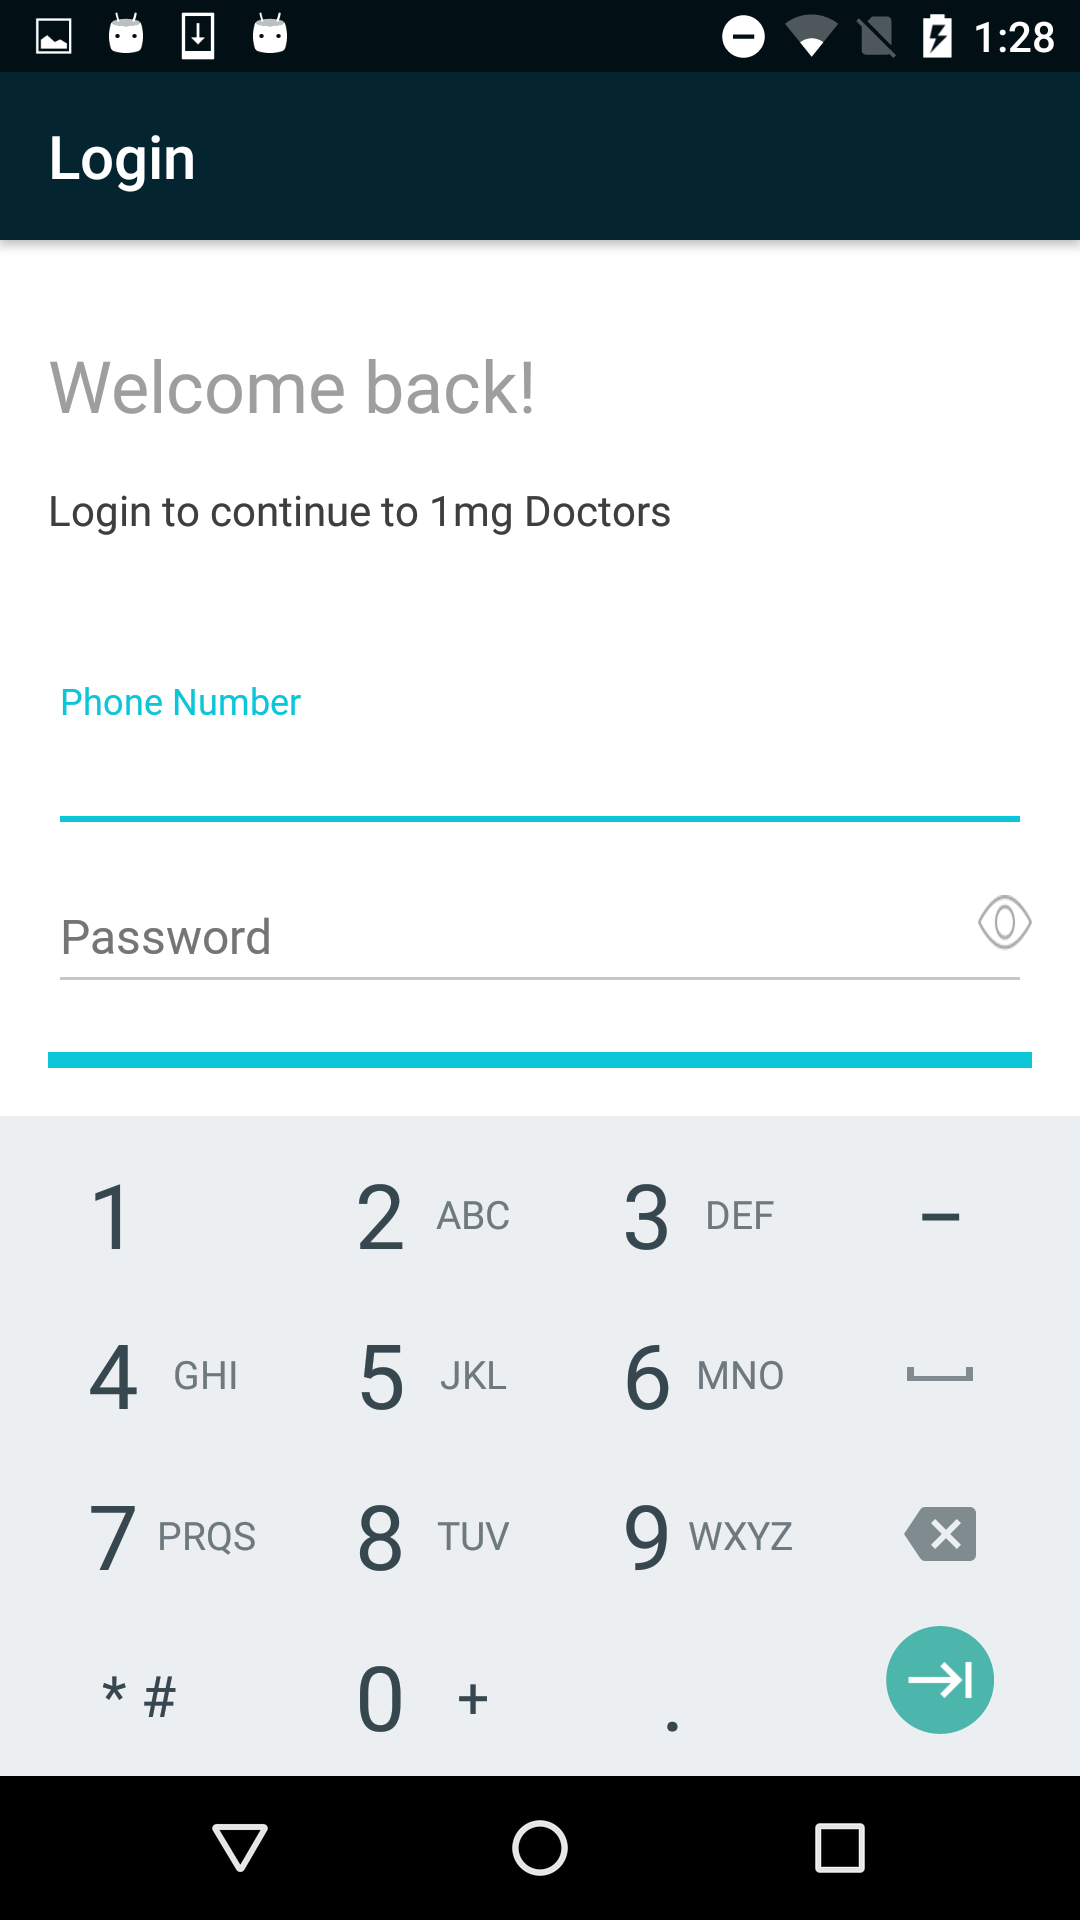 1:28
Login
Welcome back!
Login to continue to 1mg Doctors
Phone Number
Password
1 2 ABC 3 DEF –
4 GHI 5 JKL 6 MNO
7 PRQS 8 TUV 9 WXYZ
* # 0 + .